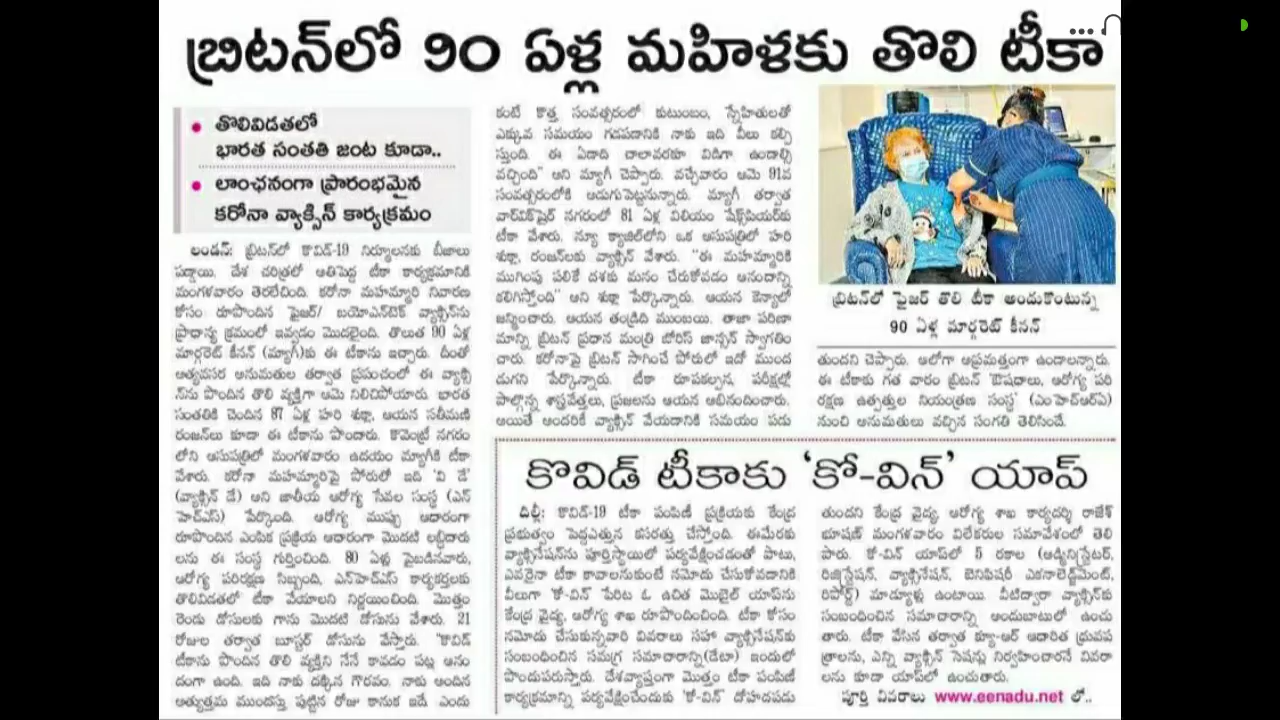 బ్రిటన్‌లో 90 ఏళ్ల మహిళకు తొలి టీకా
తొలివిడతలో
భారత సంతతి జంట కూడా..
లాంఛనంగా ప్రారంభమైన
కరోనా వ్యాక్సిన్ కార్యక్రమం
లండన్: బ్రిటన్‌లో కొవిడ్-19 నిర్మూలనకు బీజాలు
పడ్డాయి. దేశ చరిత్రలో అతిపెద్ద టీకా కార్యక్రమానికి
మంగళవారం తెరలేచింది. కరోనా మహమ్మారి నివారణ
కోసం రూపొందిన ఫైజర్/ బయోఎన్‌టెక్ వ్యాక్సిన్‌ను
ప్రాధాన్య క్రమంలో ఇవ్వడం మొదలైంది. తొలుత 90 ఏళ్ల
మార్గరెట్ కీనన్ (మ్యాగీ)కు ఈ టీకాను ఇచ్చారు. దీంతో
అత్యవసర అనుమతుల తర్వాత ప్రపంచంలో ఈ వ్యాక్సి
న్‌ను పొందిన తొలి వ్యక్తిగా ఆమె నిలిచిపోయారు. భారత
సంతతికి చెందిన 87 ఏళ్ల హరి శుక్లా, ఆయన సతీమణి
రంజన్‌లు కూడా ఈ టీకాను పొందారు. కొవెంట్రీ నగరం
లోని ఆసుపత్రిలో మంగళవారం ఉదయం మ్యాగీకి టీకా
వేశారు. కరోనా మహమ్మారిపై పోరులో ఇది 'వి డే'
(వ్యాక్సిన్ డే) అని జాతీయ ఆరోగ్య సేవల సంస్థ (ఎన్
హెచ్ఎస్) పేర్కొంది. ఆరోగ్య ముప్పు ఆధారంగా
రూపొందిన ఎంపిక ప్రక్రియ ఆధారంగా మొదటి లబ్ధిదారు
లను ఈ సంస్థ గుర్తించింది. 80 ఏళ్లు పైబడినవారు,
ఆరోగ్య పరిరక్షణ సిబ్బంది, ఎన్‌హెచ్ఎస్ కార్యకర్తలకు
తొలివిడతలో టీకా వేయాలని నిర్ణయించింది. మొత్తం
రెండు డోసులకు గాను మొదటి డోసును వేశారు. 21
రోజుల తర్వాత బూస్టర్ డోసును వేస్తారు. "కొవిడ్
టీకాను పొందిన తొలి వ్యక్తిని నేనే కావడం పట్ల ఆనం
దంగా ఉంది. ఇది నాకు దక్కిన గౌరవం. నాకు అందిన
అత్యుత్తమ ముందస్తు పుట్టిన రోజు కానుక ఇదే. ఎందు
కంటే కొత్త సంవత్సరంలో కుటుంబం, స్నేహితులతో
ఎక్కువ సమయం గడపడానికి నాకు ఇది వీలు కల్పి
స్తుంది. ఈ ఏడాది చాలావరకూ విడిగా ఉండాల్సి
వచ్చింది" అని మ్యాగీ చెప్పారు. వచ్చేవారం ఆమె 91వ
సంవత్సరంలోకి అడుగుపెట్టనున్నారు. మ్యాగీ తర్వాత
వార్‌విక్‌షైర్ నగరంలో 81 ఏళ్ల విలియం షేక్స్‌పియర్‌కు
టీకా వేశారు. న్యూ క్యాజిల్‌లోని ఒక ఆసుపత్రిలో హరి
శుక్లా, రంజన్‌లకు వ్యాక్సిన్ వేశారు. "ఈ మహమ్మారికి
ముగింపు పలికే దశకు మనం చేరుకోవడం ఆనందాన్ని
కలిగిస్తోంది" అని శుక్లా పేర్కొన్నారు. ఆయన కెన్యాలో
జన్మించారు. ఆయన తండ్రిది ముంబయి. తాజా పరిణా
మాన్ని బ్రిటన్ ప్రధాన మంత్రి బోరిస్ జాన్సన్ స్వాగతిం
చారు. కరోనాపై బ్రిటన్ సాగించే పోరులో ఇదో ముంద
డుగని పేర్కొన్నారు. టీకా రూపకల్పన, పరీక్షల్లో
పాల్గొన్న శాస్త్రవేత్తలు, ప్రజలను ఆయన అభినందించారు.
అయితే అందరికీ వ్యాక్సిన్ వేయడానికి సమయం పడు
బ్రిటన్‌లో ఫైజర్ తొలి టీకా అందుకొంటున్న
90 ఏళ్ల మార్గరెట్ కీనన్
తుందని చెప్పారు. ఆలోగా అప్రమత్తంగా ఉండాలన్నారు.
ఈ టీకాకు గత వారం బ్రిటన్ 'ఔషధాలు, ఆరోగ్య పరి
రక్షణ ఉత్పత్తుల నియంత్రణ సంస్థ' (ఎంహెచ్ఆర్ఏ)
నుంచి అనుమతులు వచ్చిన సంగతి తెలిసిందే.
కొవిడ్ టీకాకు 'కో-విన్' యాప్
దిల్లీ: కొవిడ్-19 టీకా పంపిణీ ప్రక్రియకు కేంద్ర
ప్రభుత్వం పెద్దఎత్తున కసరత్తు చేస్తోంది. ఈమేరకు
వ్యాక్సినేషన్‌ను పూర్తిస్థాయిలో పర్యవేక్షించడంతో పాటు,
ఎవరైనా టీకా కావాలనుకుంటే నమోదు చేసుకోవడానికి
వీలుగా 'కో-విన్' పేరిట ఓ ఉచిత మొబైల్ యాప్‌ను
కేంద్ర వైద్య, ఆరోగ్య శాఖ రూపొందించింది. టీకా కోసం
నమోదు చేసుకున్నవారి వివరాలు సహా వ్యాక్సినేషన్‌కు
సంబంధించిన సమగ్ర సమాచారాన్ని(డేటా) ఇందులో
పొందుపరుస్తారు. దేశవ్యాప్తంగా మొత్తం టీకా పంపిణీ
కార్యక్రమాన్ని పర్యవేక్షించేందుకు 'కో-విన్' దోహదపడు
తుందని కేంద్ర వైద్య ఆరోగ్య శాఖ కార్యదర్శి రాజేశ్
భూషణ్ మంగళవారం విలేకరుల సమావేశంలో తెలి
పారు. కో-విన్ యాప్‌లో 5 రకాల (అడ్మినిస్ట్రేటర్,
రిజిస్ట్రేషన్, వ్యాక్సినేషన్, బెనిఫిషరీ ఎకనాలెడ్జ్‌మెంట్,
రిపోర్ట్) మాడ్యూళ్లు ఉంటాయి. వీటిద్వారా వ్యాక్సిన్‌కు
సంబంధించిన సమాచారాన్ని అందుబాటులో ఉంచు
తారు. టీకా వేసిన తర్వాత క్యూ-ఆర్ ఆధారిత ధ్రువప
త్రాలను, ఎన్ని వ్యాక్సిన్ సెషన్లు నిర్వహించారనే వివరా
లను కూడా యాప్‌లో ఉంచుతారు.
పూర్తి వివరాలు www.eenadu.net లో..